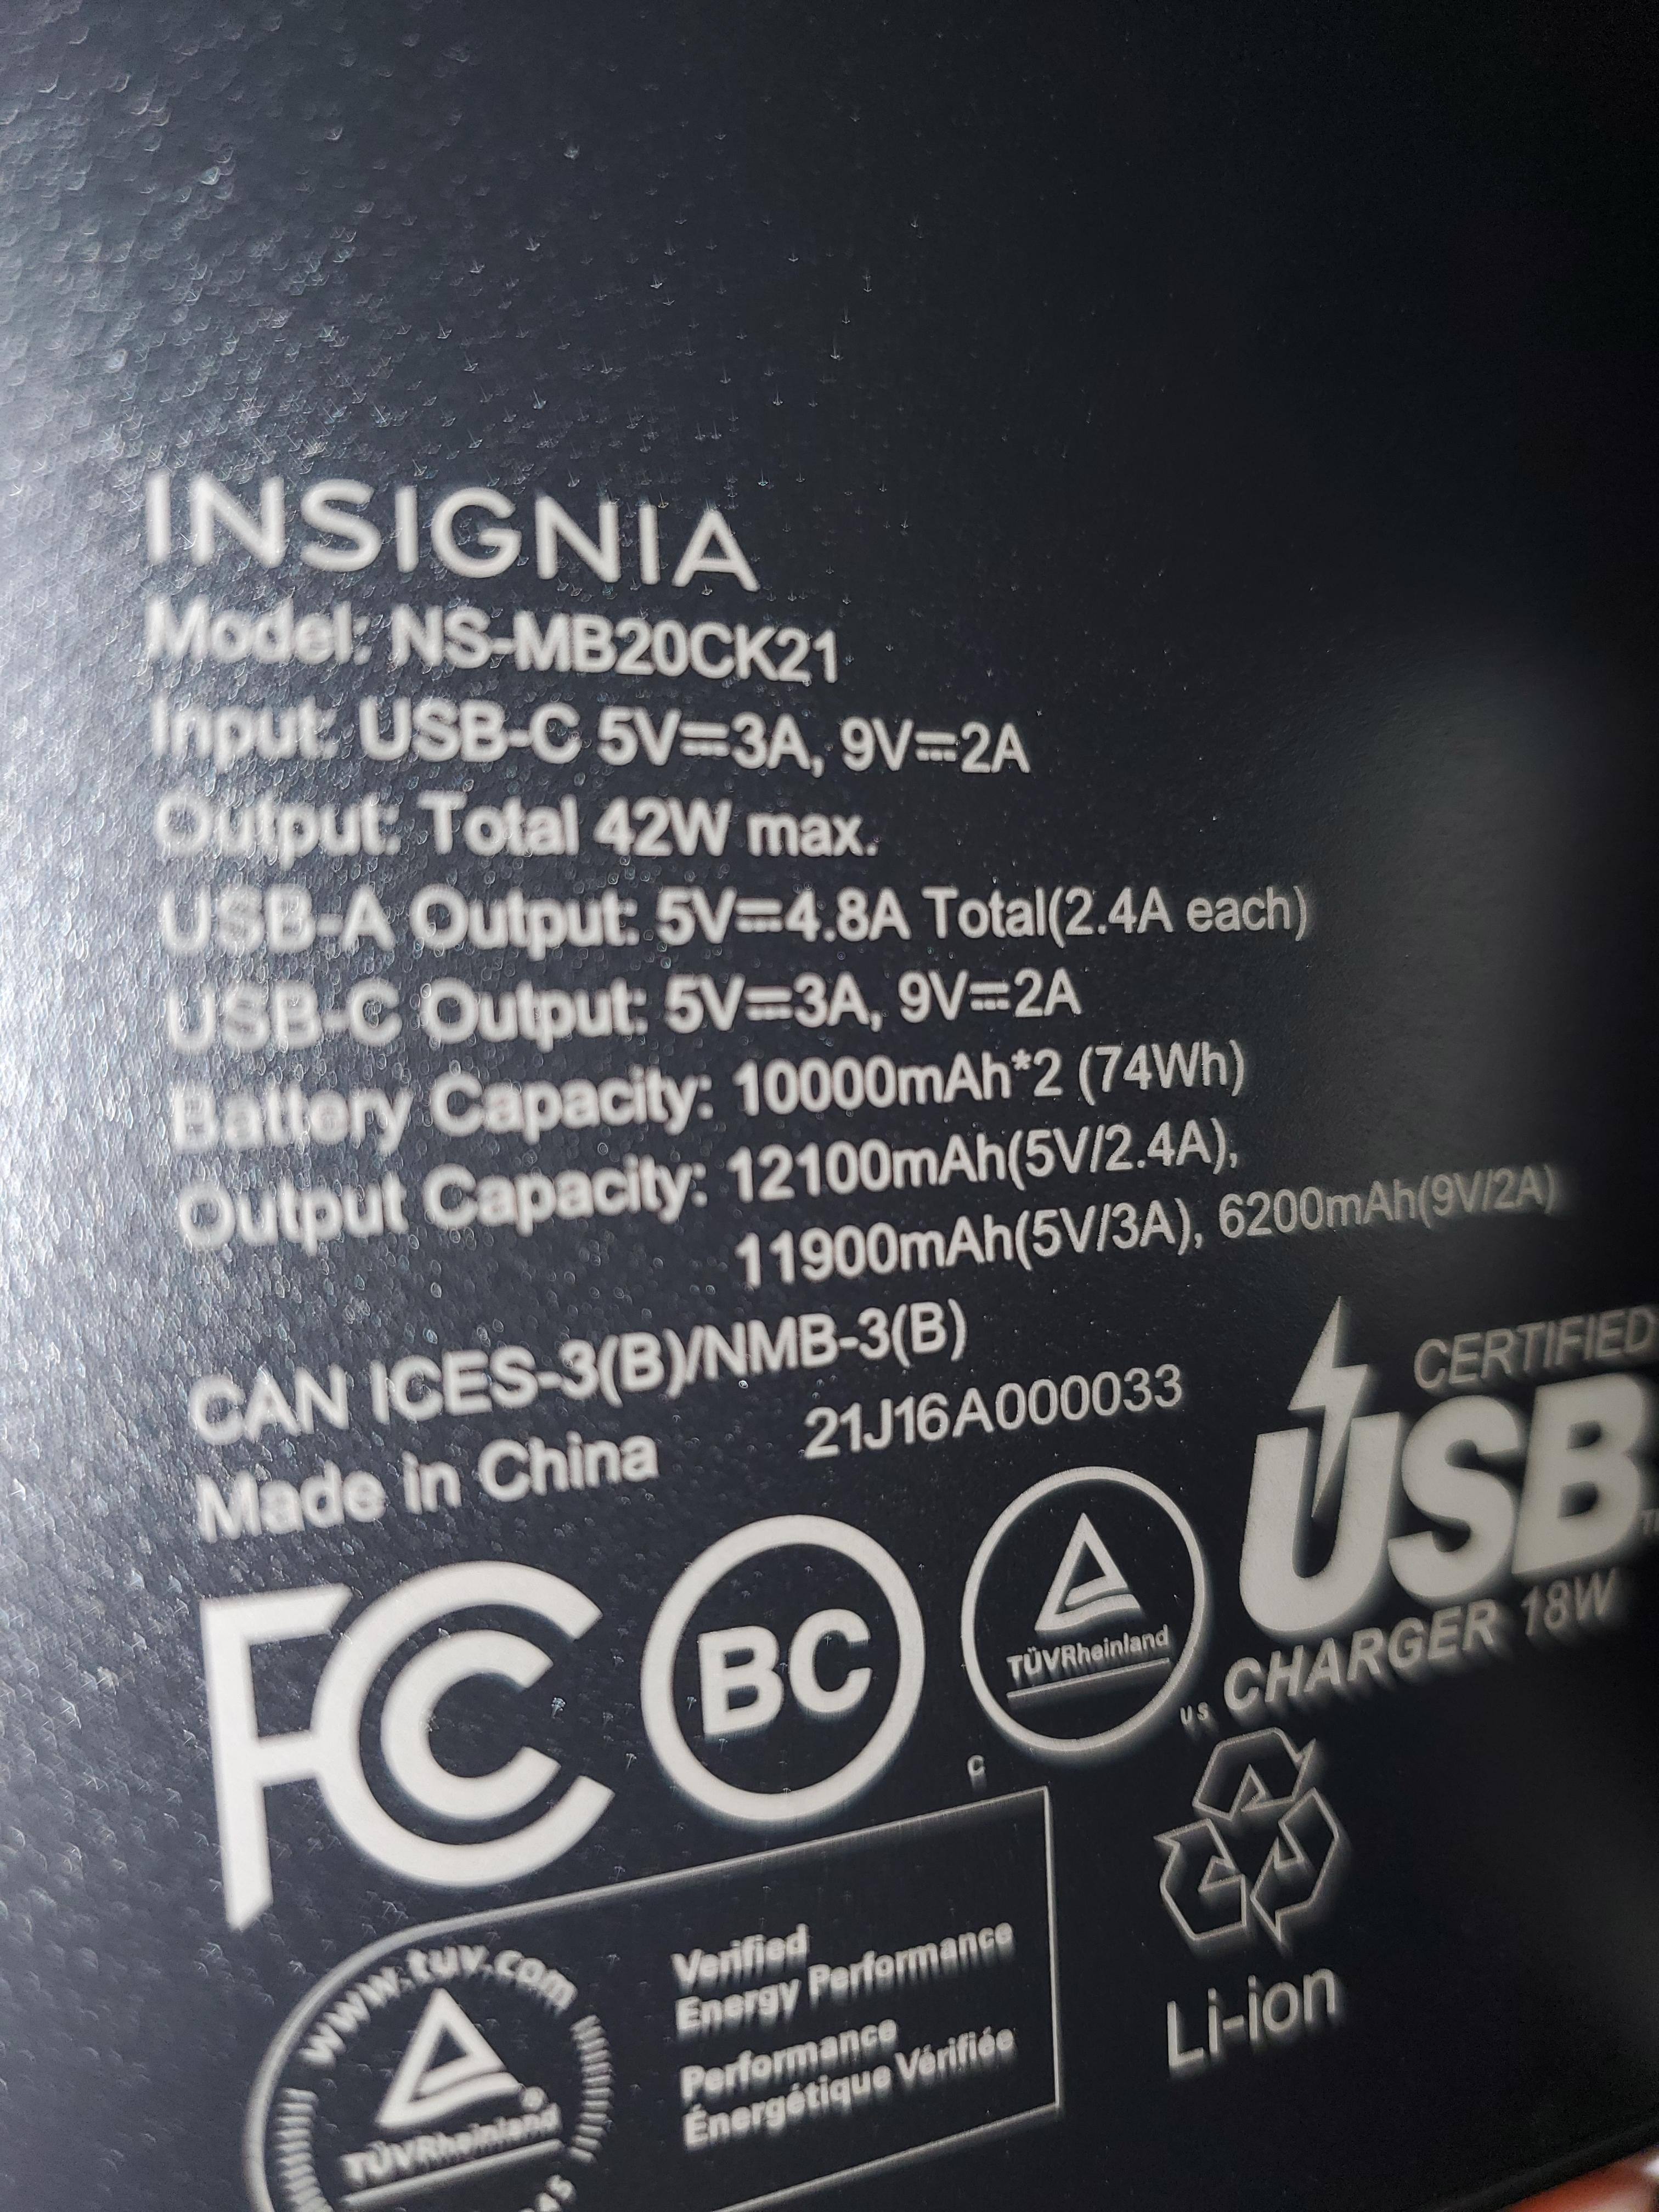 INSIGNIA
Model: NS-MB20CK21
Input: USB-C 5V⎓3A, 9V⎓2A
Output: Total 42W max.
USB-A Output: 5V⎓4.8A Total(2.4A each)
USB-C Output: 5V⎓3A, 9V⎓2A
Battery Capacity: 10000mAh*2 (74Wh)
Output Capacity: 12100mAh(5V/2.4A),
11900mAh(5V/3A), 6200mAh(9V/2A)
CAN ICES-3(B)/NMB-3(B)
Made in China 21J16A000033
FC
BC
TÜVRheinland
C US
CERTIFIED
USB
CHARGER 18W
www.tuv.com
TÜVRheinland®
Verified
Energy Performance
Performance
Énergétique Vérifiée
Li-ion